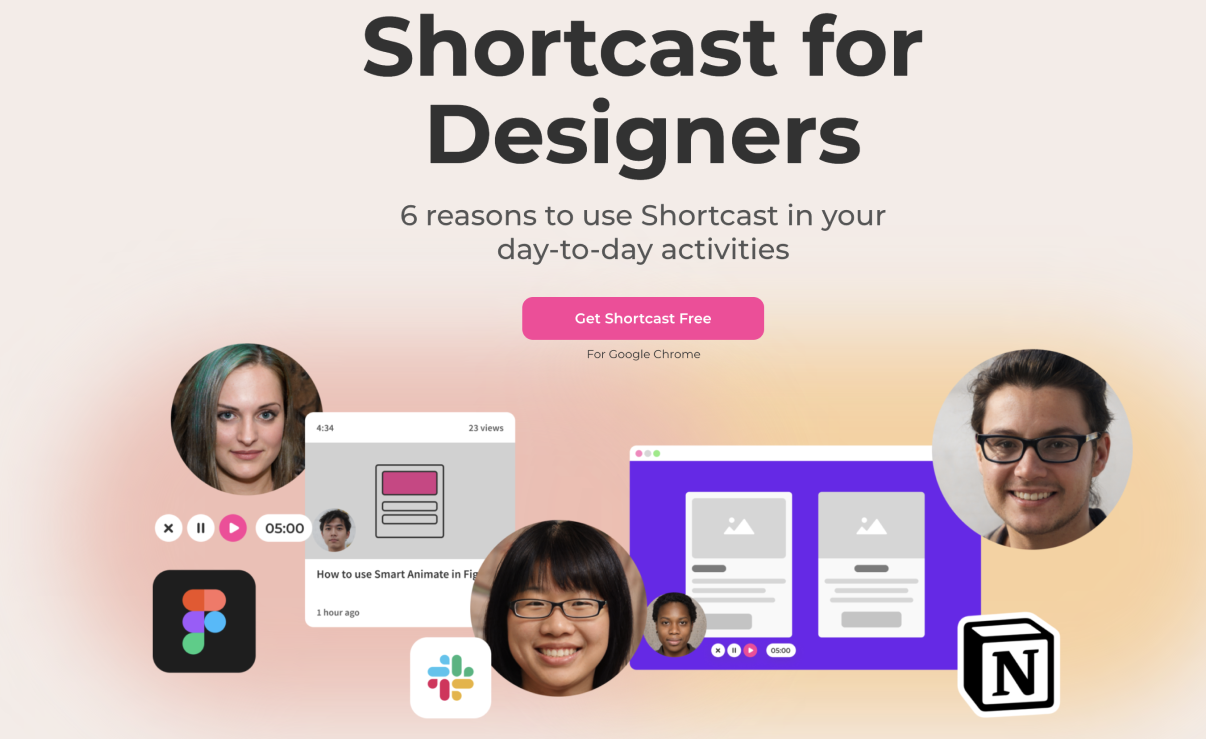 Shortcast for
Designers
6 reasons to use Shortcast in your
day-to-day activities
Get Shortcast Free
For Google Chrome
4:34 23 views
05:00
How to use Smart Animate in Fig
1 hour ago
05:00
N